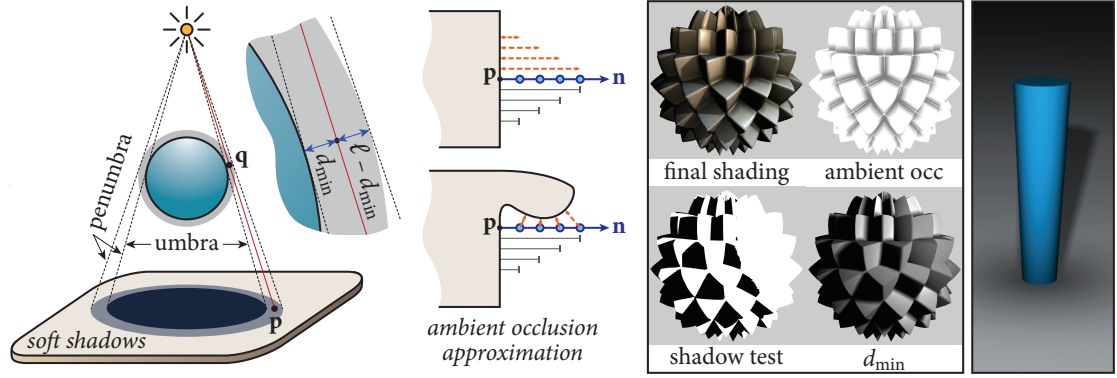 penumbra
q
umbra
p
soft shadows
d_min
ℓ − d_min
p
n
p
n
ambient occlusion
approximation
final shading
ambient occ
shadow test
d_min